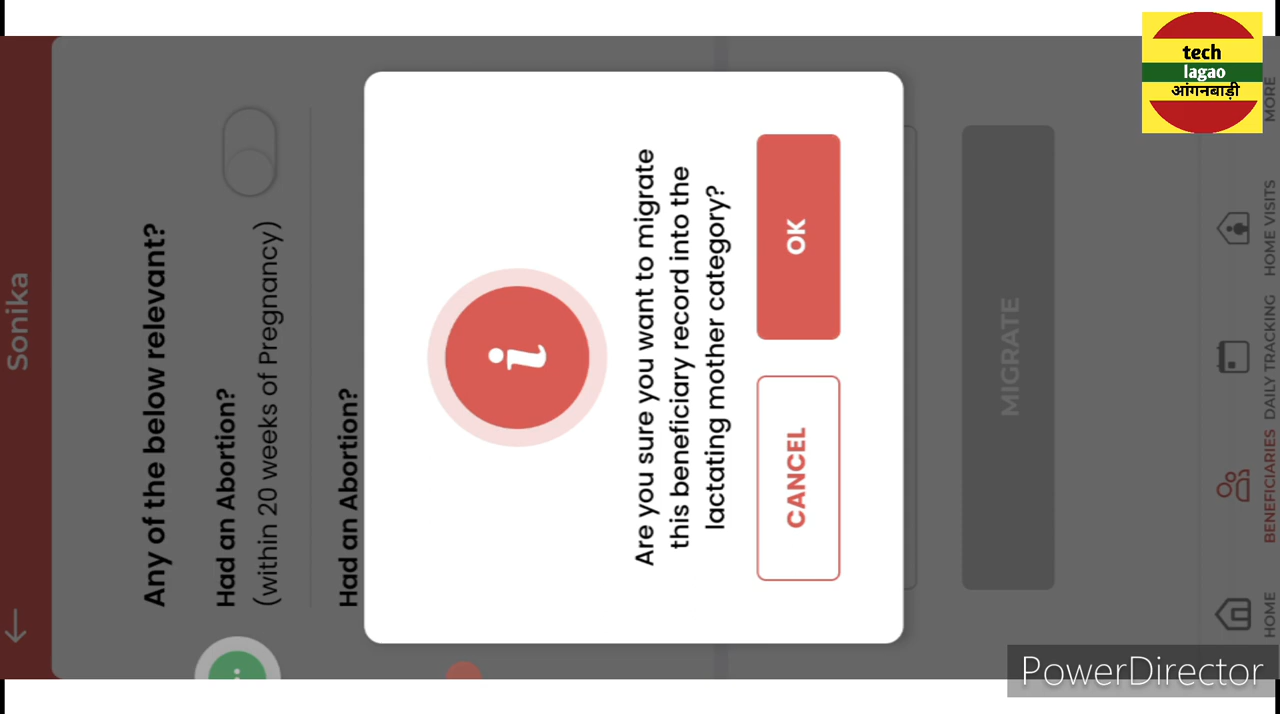 Sonika
Any of the below relevant?
Had an Abortion?
(within 20 weeks of Pregnancy)
Had an Abortion?
Are you sure you want to migrate
this beneficiary record into the
lactating mother category?
CANCEL
OK
MIGRATE
HOME
BENEFICIARIES
DAILY TRACKING
HOME VISITS
MORE
tech
lagao
आंगनबाड़ी
PowerDirector